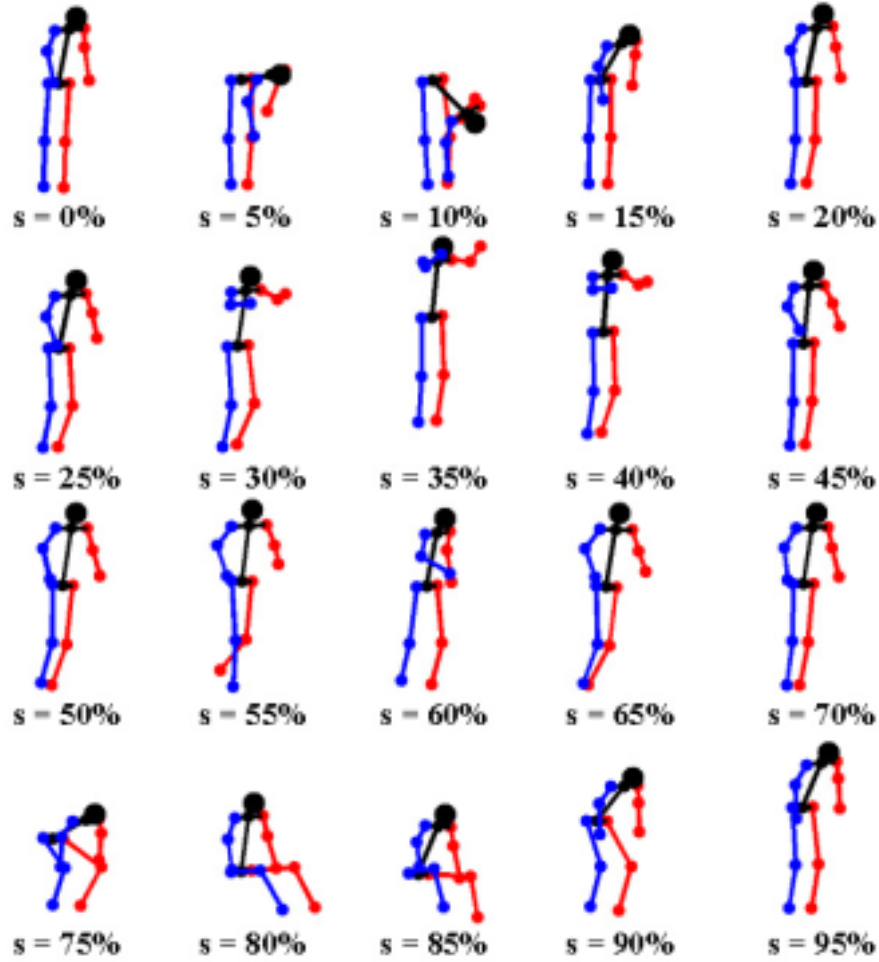 s = 0% s = 5% s = 10% s = 15% s = 20%
s = 25% s = 30% s = 35% s = 40% s = 45%
s = 50% s = 55% s = 60% s = 65% s = 70%
s = 75% s = 80% s = 85% s = 90% s = 95%